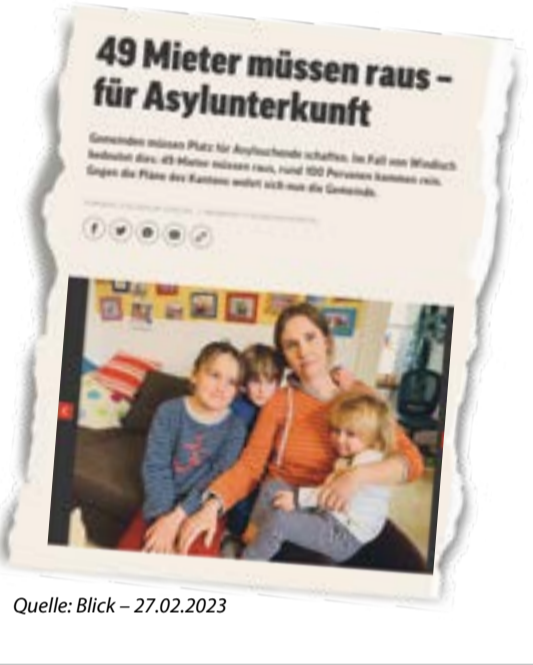 49 Mieter müssen raus –
für Asylunterkunft
Gemeinden müssen Platz für Asylsuchende schaffen. Im Fall von Windisch
bedeutet dies: 49 Mieter müssen raus, rund 100 Personen kommen rein.
Gegen die Pläne des Kantons wehrt sich nun die Gemeinde.
Quelle: Blick – 27.02.2023